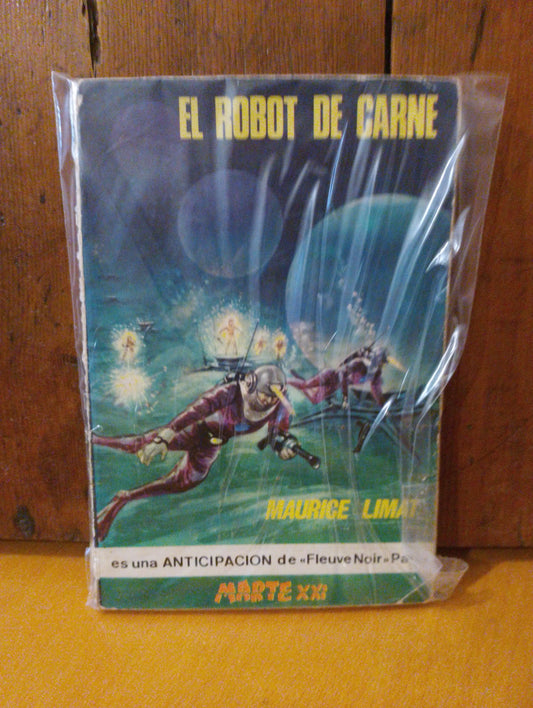 EL ROBOT DE CARNE
MAURICE LIMAT
es una ANTICIPACION de «Fleuve Noir»
MARTE XXI